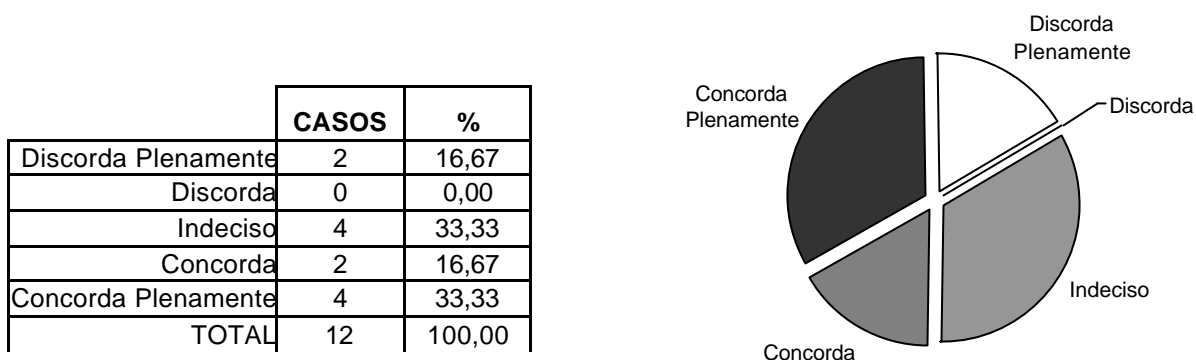 CASOS %
Discorda Plenamente 2 16,67
Discorda 0 0,00
Indeciso 4 33,33
Concorda 2 16,67
Concorda Plenamente 4 33,33
TOTAL 12 100,00
Discorda
Plenamente
Discorda
Indeciso
Concorda
Concorda
Plenamente